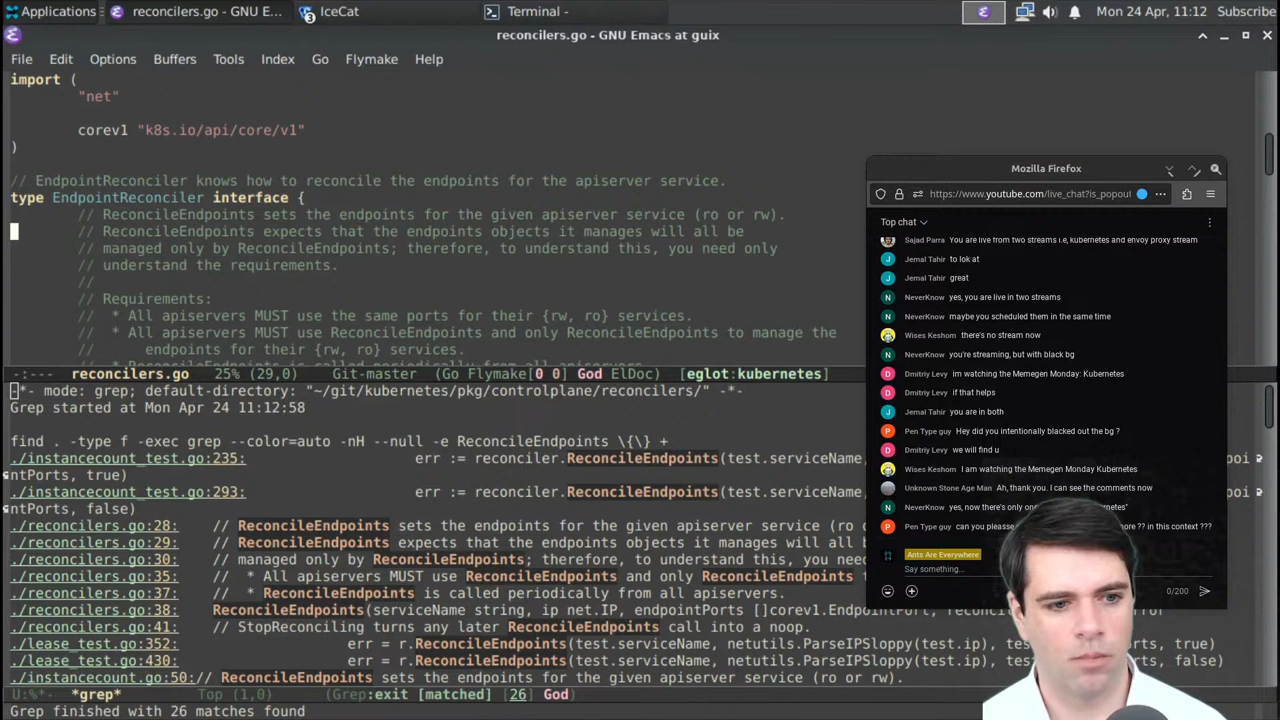 Applications
reconcilers.go - GNU E...
3 IceCat
Terminal -
Mon 24 Apr, 11:12 Subscribe
reconcilers.go - GNU Emacs at guix
File Edit Options Buffers Tools Index Go Flymake Help
import (
"net"
corev1 "k8s.io/api/core/v1"
)
// EndpointReconciler knows how to reconcile the endpoints for the apiserver service.
type EndpointReconciler interface {
// ReconcileEndpoints sets the endpoints for the given apiserver service (ro or rw).
// ReconcileEndpoints expects that the endpoints objects it manages will all be
// managed only by ReconcileEndpoints; therefore, to understand this, you need only
// understand the requirements.
//
// Requirements:
// * All apiservers MUST use the same ports for their {rw, ro} services.
// * All apiservers MUST use ReconcileEndpoints and only ReconcileEndpoints to manage the
// endpoints for their {rw, ro} services.
// * ReconcileEndpoints is called periodically from all apiservers.
-:--- reconcilers.go 25% (29,0) Git-master (Go Flymake[0 0] God ElDoc) [eglot:kubernetes]
-*- mode: grep; default-directory: "~/git/kubernetes/pkg/controlplane/reconcilers/" -*-
Grep started at Mon Apr 24 11:12:58
find . -type f -exec grep --color=auto -nH --null -e ReconcileEndpoints \{\} +
./instancecount_test.go:235: err := reconciler.ReconcileEndpoints(test.serviceName,
ntPorts, true)
./instancecount_test.go:293: err := reconciler.ReconcileEndpoints(test.serviceName,
ntPorts, false)
./reconcilers.go:28: // ReconcileEndpoints sets the endpoints for the given apiserver service (ro o
./reconcilers.go:29: // ReconcileEndpoints expects that the endpoints objects it manages will all b
./reconcilers.go:30: // managed only by ReconcileEndpoints; therefore, to understand this, you need
./reconcilers.go:35: // * All apiservers MUST use ReconcileEndpoints and only ReconcileEndpoints t
./reconcilers.go:37: // * ReconcileEndpoints is called periodically from all apiservers.
./reconcilers.go:38: ReconcileEndpoints(serviceName string, ip net.IP, endpointPorts []corev1.EndpointPort, error
./reconcilers.go:41: // StopReconciling turns any later ReconcileEndpoints call into a noop.
./lease_test.go:352: err = r.ReconcileEndpoints(test.serviceName, netutils.ParseIPSloppy(test.ip), orts, true)
./lease_test.go:430: err = r.ReconcileEndpoints(test.serviceName, netutils.ParseIPSloppy(test.ip), orts, false)
./instancecount.go:50:// ReconcileEndpoints sets the endpoints for the given apiserver service (ro or rw).
U:%*- *grep* Top (1,0) (Grep:exit [matched] [26] God)
Grep finished with 26 matches found
Mozilla Firefox
https://www.youtube.com/live_chat?is_popou
Top chat
Sajad Parra You are live from two streams i.e, kubernetes and envoy proxy stream
Jemal Tahir to lok at
Jemal Tahir great
NeverKnow yes, you are live in two streams
NeverKnow maybe you scheduled them in the same time
Wises Keshom there's no stream now
NeverKnow you're streaming, but with black bg
Dmitriy Levy im watching the Memegen Monday: Kubernetes
Dmitriy Levy if that helps
Jemal Tahir you are in both
Pen Type guy Hey did you intentionally blacked out the bg ?
Dmitriy Levy we will find u
Wises Keshom I am watching the Memegen Monday Kubernetes
Unknown Stone Age Man Ah, thank you. I can see the comments now
NeverKnow yes, now there's only on ernetes"
Pen Type guy can you pleasse ore ?? in this context ???
Ants Are Everywhere
Say something...
0/200